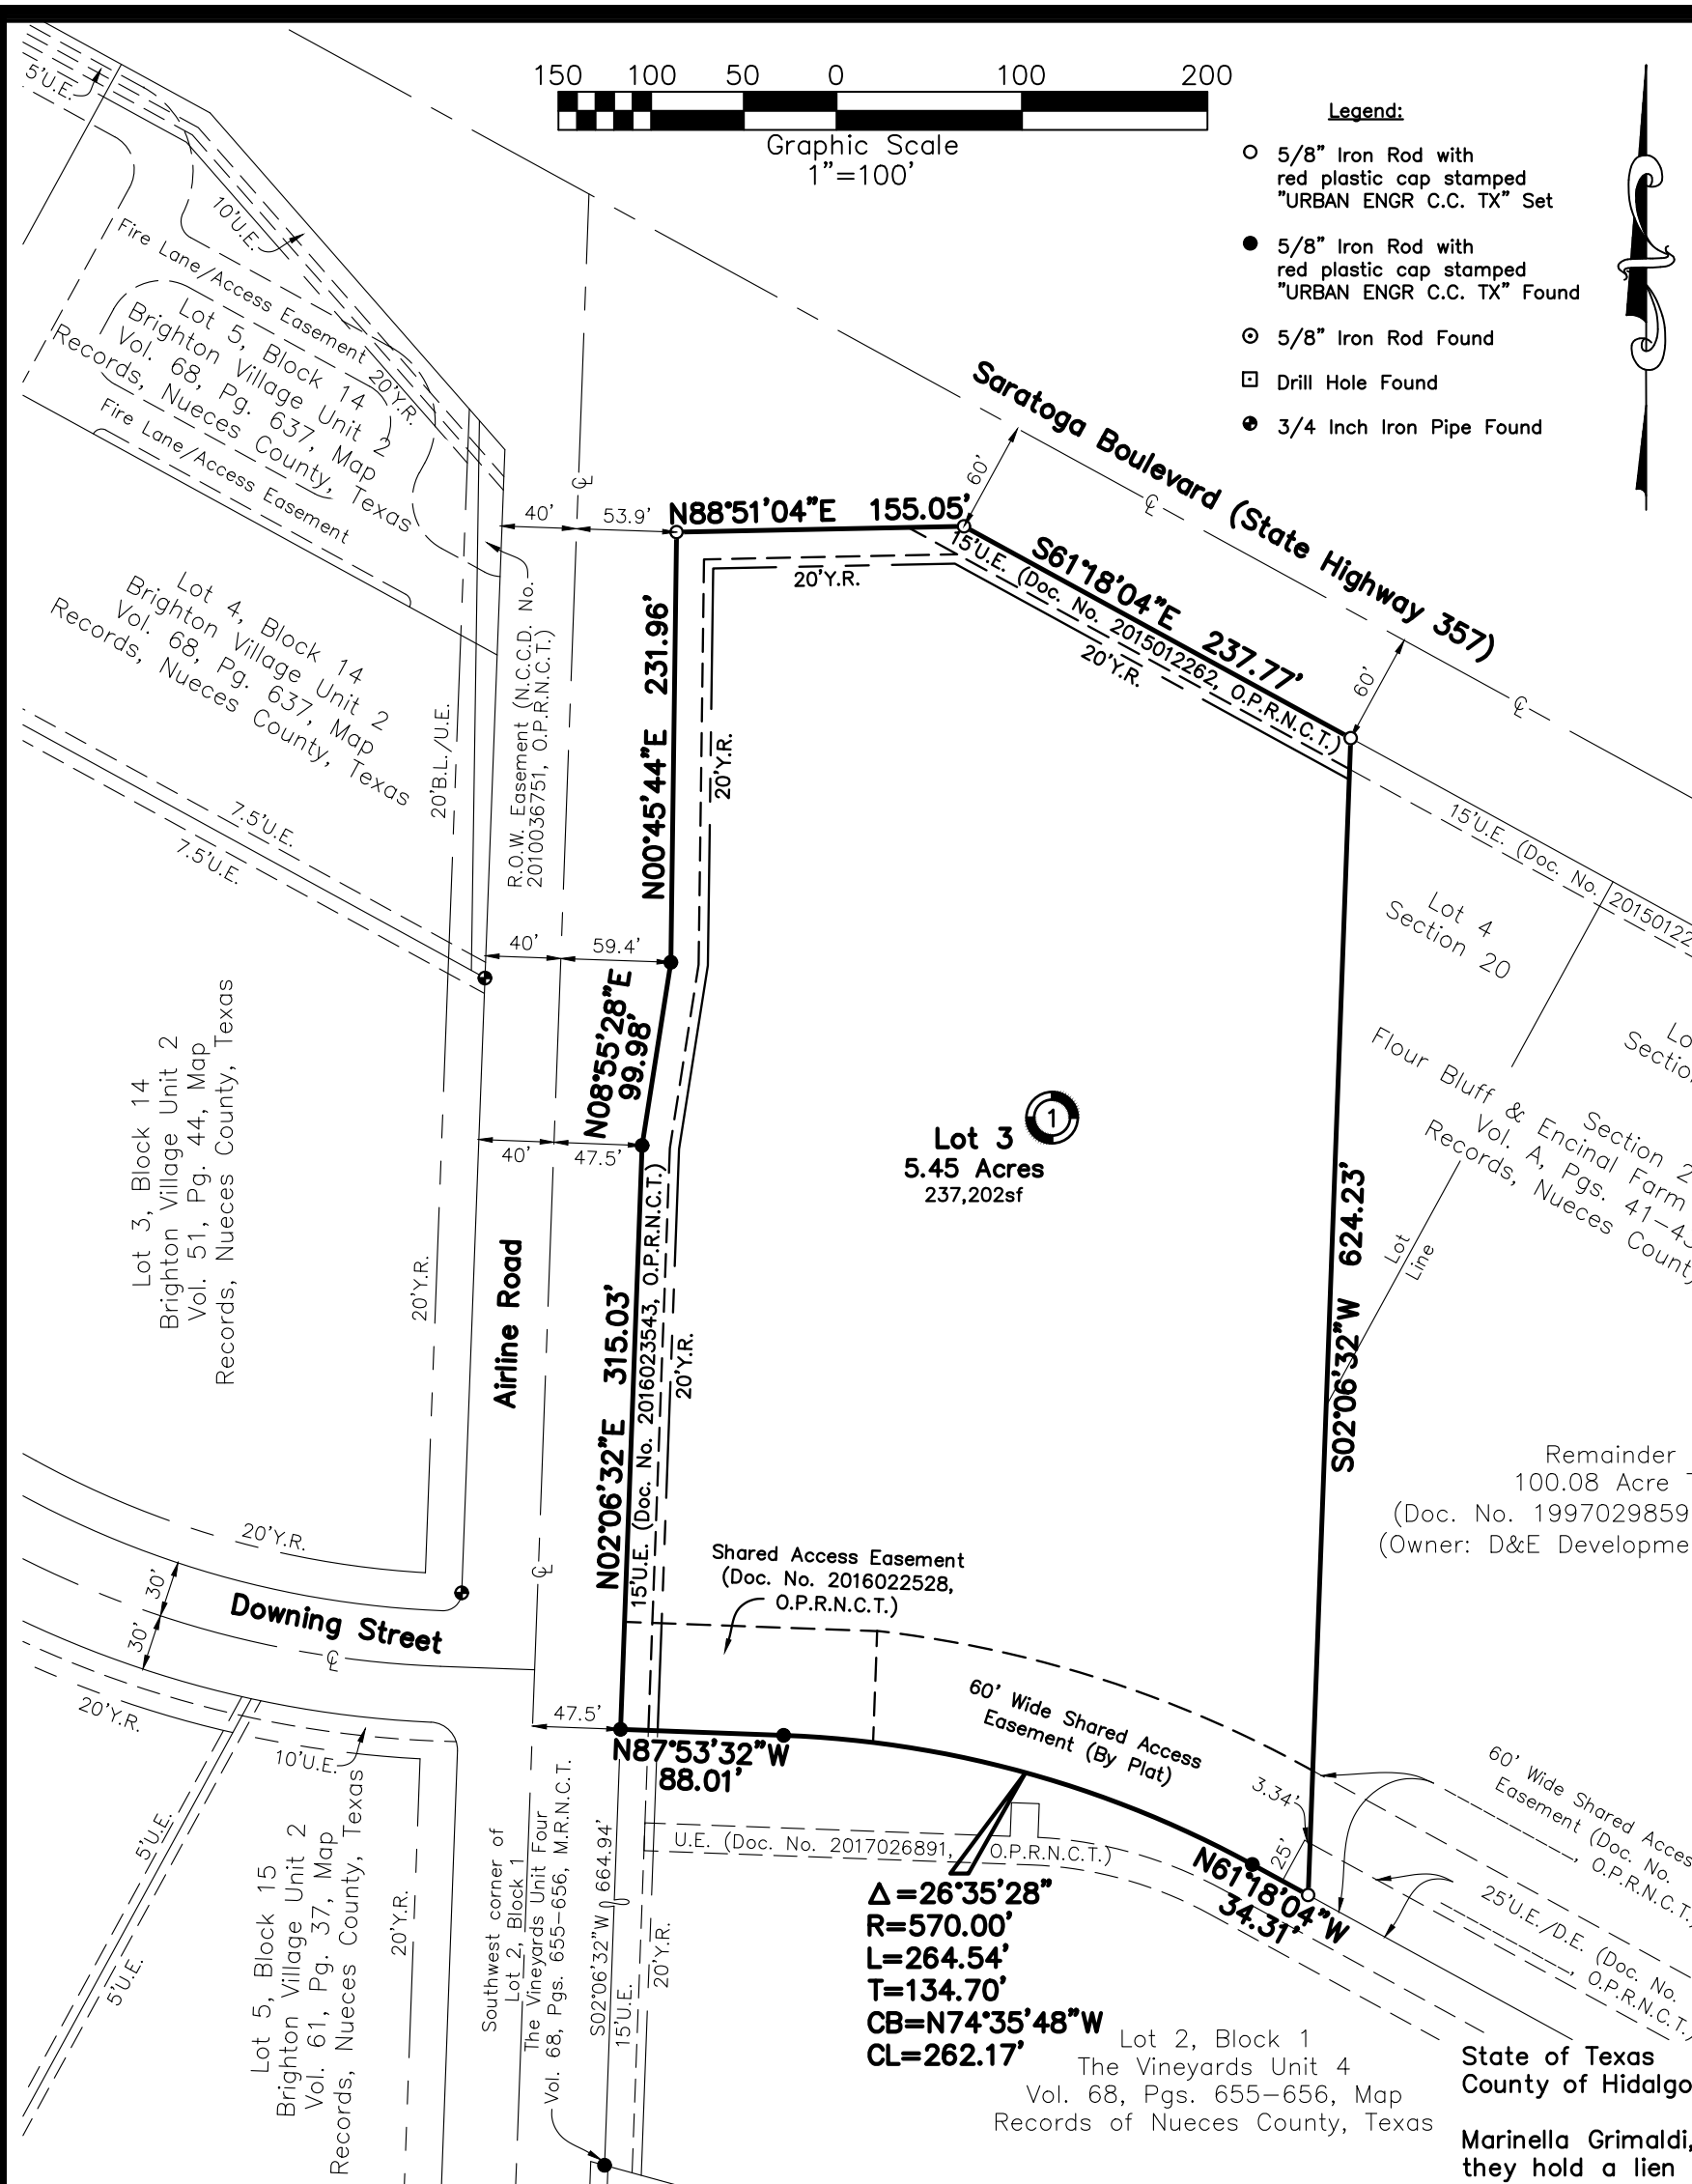 150 100 50 0 100 200
Graphic Scale
1"=100'
Legend:
5/8" Iron Rod with
red plastic cap stamped
"URBAN ENGR C.C. TX" Set
5/8" Iron Rod with
red plastic cap stamped
"URBAN ENGR C.C. TX" Found
5/8" Iron Rod Found
Drill Hole Found
3/4 Inch Iron Pipe Found
5'U.E.
10'U.E.
Fire Lane/Access Easement
20'Y.R.
Lot 5, Block 14
Brighton Village Unit 2
Vol. 68, Pg. 637, Map
Records, Nueces County, Texas
Fire Lane/Access Easement
Lot 4, Block 14
Brighton Village Unit 2
Vol. 68, Pg. 637, Map
Records, Nueces County, Texas
7.5'U.E.
7.5'U.E.
20'B.L./U.E.
R.O.W. Easement (N.C.C.D. No.
2010036751, O.P.R.N.C.T.)
Saratoga Boulevard (State Highway 357)
60'
60'
40'
53.9'
N88°51'04"E 155.05'
S61°18'04"E 237.77'
15'U.E. (Doc. No. 2015012262, O.P.R.N.C.T.)
20'Y.R.
20'Y.R.
20'Y.R.
N00°45'44"E 231.96'
40'
59.4'
N08°55'28"E
99.98'
40'
47.5'
15'U.E. (Doc. No.
Lot 4
Section 20
Flour Bluff & Encinal Farm
Vol. A, Pgs.
Records, Nueces
Lot
Line
Lot 3
1
5.45 Acres
237,202sf
S02°06'32"W 624.23'
Lot 3, Block 14
Brighton Village Unit 2
Vol. 51, Pg. 44, Map
Records, Nueces County, Texas
20'Y.R.
Airline Road
N02°06'32"E 315.03'
15'U.E. (Doc. No. 2016023543, O.P.R.N.C.T.)
20'Y.R.
Remainder
100.08 Acre
(Doc. No. 1997029859
(Owner: D&E
20'Y.R.
30'
30'
Downing Street
20'Y.R.
10'U.E.
Shared Access Easement
(Doc. No. 2016022528,
O.P.R.N.C.T.)
60' Wide Shared Access
Easement (By Plat)
47.5'
N87°53'32"W
88.01'
3.34'
25'
N61°18'04"W
34.31'
60' Wide Shared
Easement (Doc. No.
O.P.R.N.C.T.)
25'U.E./D.E. (Doc. No.
O.P.R.N.C.T.)
U.E. (Doc. No. 2017026891, O.P.R.N.C.T.)
Δ=26°35'28"
R=570.00'
L=264.54'
T=134.70'
CB=N74°35'48"W
CL=262.17'
5'U.E.
5'U.E.
Lot 5, Block 15
Brighton Village Unit 2
Vol. 61, Pg. 37, Map
Records, Nueces County, Texas
20'Y.R.
Southwest corner of
Lot 2, Block 1
The Vineyards Unit Four
Vol. 68, Pgs. 655-656, M.R.N.C.T.
S02°06'32"W 664.94'
15'U.E.
20'Y.R.
Lot 2, Block 1
The Vineyards Unit 4
Vol. 68, Pgs. 655-656, Map
Records of Nueces County, Texas
State of Texas
County of Hidalgo
Marinella Grimaldi,
they hold a lien